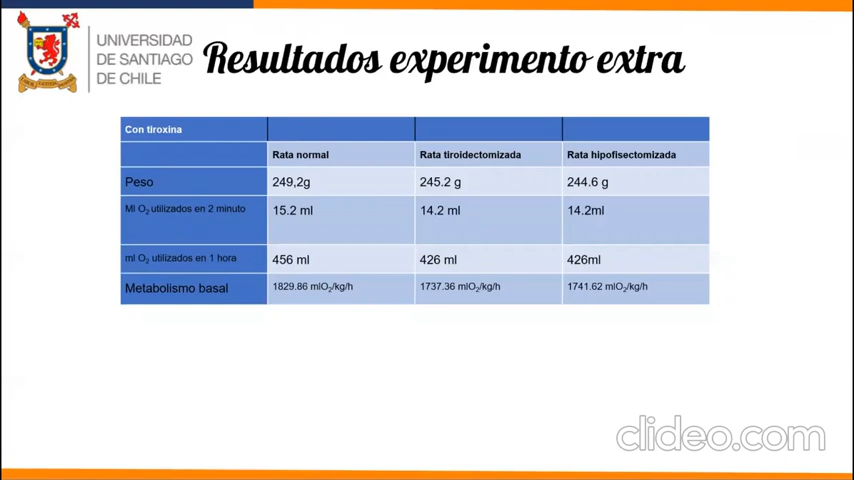 UNIVERSIDAD
DE SANTIAGO
DE CHILE
Resultados experimento extra
Con tiroxina
Rata normal Rata tiroidectomizada Rata hipofisectomizada
Peso 249,2g 245.2 g 244.6 g
Ml O₂ utilizados en 2 minuto 15.2 ml 14.2 ml 14.2ml
ml O₂ utilizados en 1 hora 456 ml 426 ml 426ml
Metabolismo basal 1829.86 mlO₂/kg/h 1737.36 mlO₂/kg/h 1741.62 mlO₂/kg/h
clideo.com